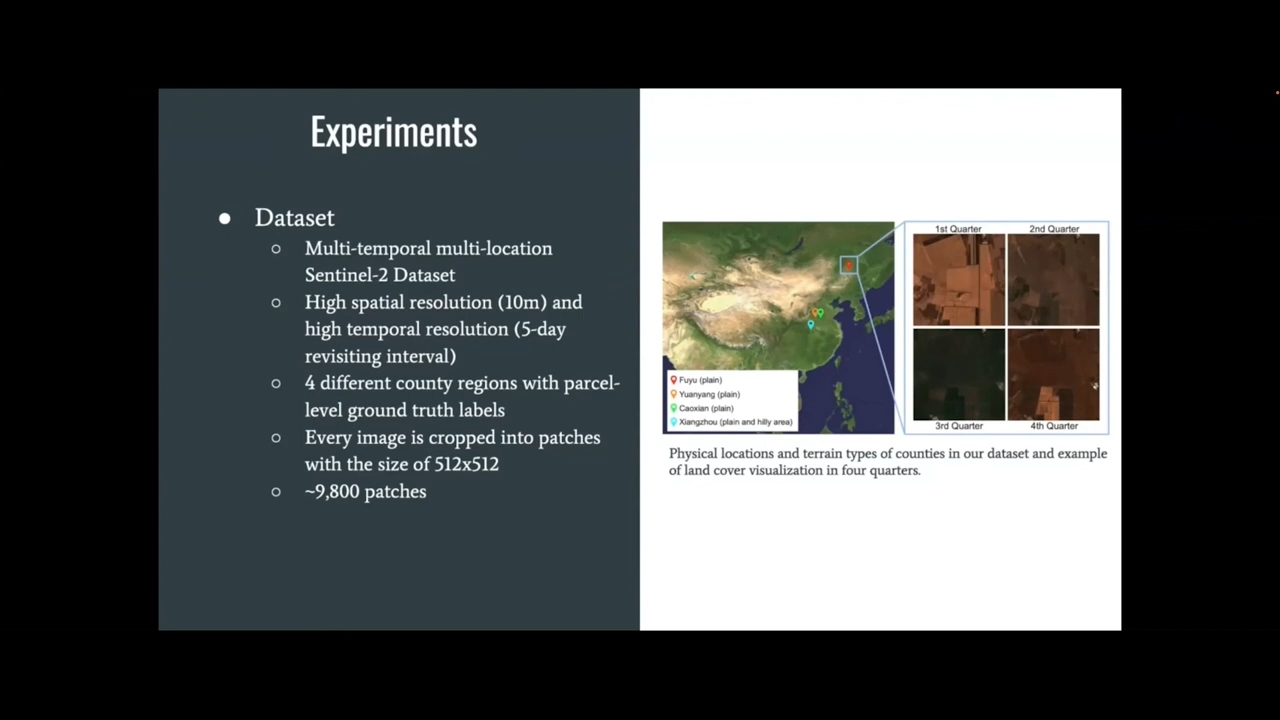 Experiments
● Dataset
○ Multi-temporal multi-location
Sentinel-2 Dataset
○ High spatial resolution (10m) and
high temporal resolution (5-day
revisiting interval)
○ 4 different county regions with parcel-
level ground truth labels
○ Every image is cropped into patches
with the size of 512x512
○ ~9,800 patches
1st Quarter
2nd Quarter
Fuyu (plain)
Yuanyang (plain)
Caoxian (plain)
Xiangzhou (plain and hilly area)
3rd Quarter
4th Quarter
Physical locations and terrain types of counties in our dataset and example
of land cover visualization in four quarters.